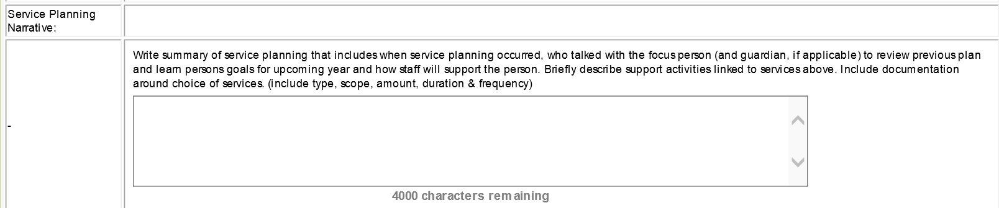 Service Planning
Narrative:
Write summary of service planning that includes when service planning occurred, who talked with the focus person (and guardian, if applicable) to review previous plan
and learn persons goals for upcoming year and how staff will support the person. Briefly describe support activities linked to services above. Include documentation
around choice of services. (include type, scope, amount, duration & frequency)
-
4000 characters remaining